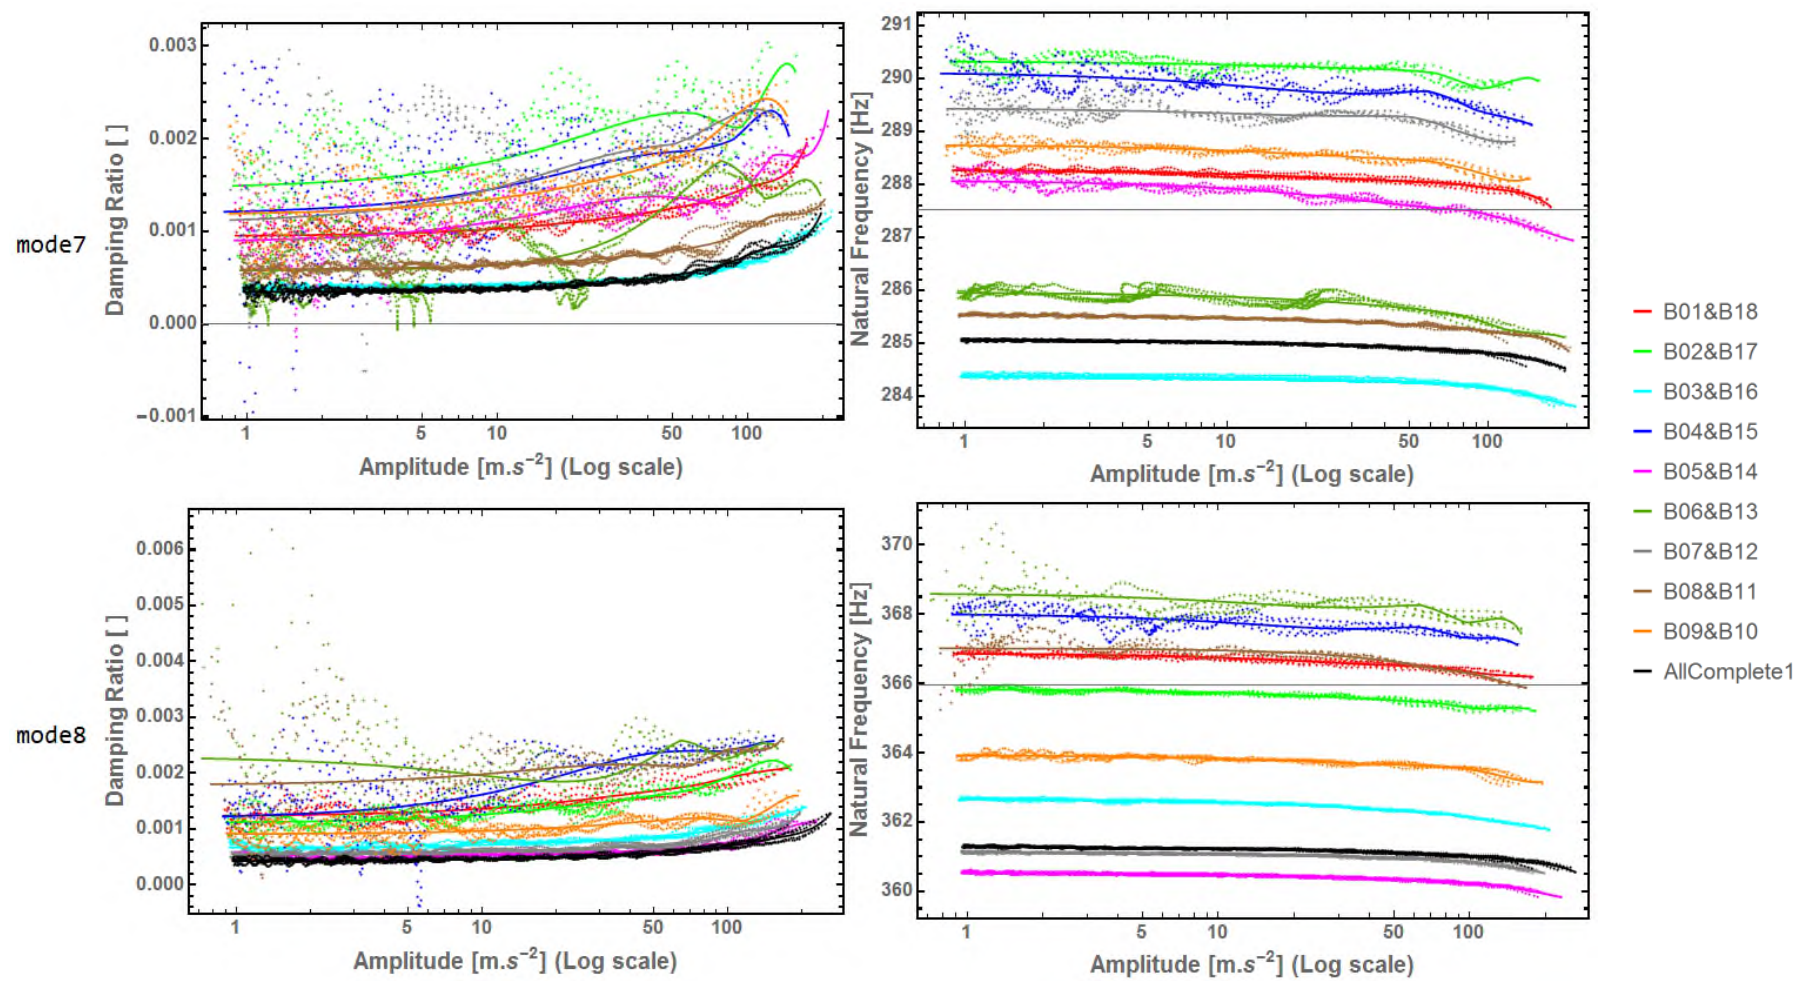 mode7
Damping Ratio [ ]
0.003
0.002
0.001
0.000
−0.001
1 5 10 50 100
Amplitude [m.s⁻²] (Log scale)
Natural Frequency [Hz]
291
290
289
288
287
286
285
284
1 5 10 50 100
Amplitude [m.s⁻²] (Log scale)
mode8
Damping Ratio [ ]
0.006
0.005
0.004
0.003
0.002
0.001
0.000
1 5 10 50 100
Amplitude [m.s⁻²] (Log scale)
Natural Frequency [Hz]
370
368
366
364
362
360
1 5 10 50 100
Amplitude [m.s⁻²] (Log scale)
B01&B18
B02&B17
B03&B16
B04&B15
B05&B14
B06&B13
B07&B12
B08&B11
B09&B10
AllComplete1